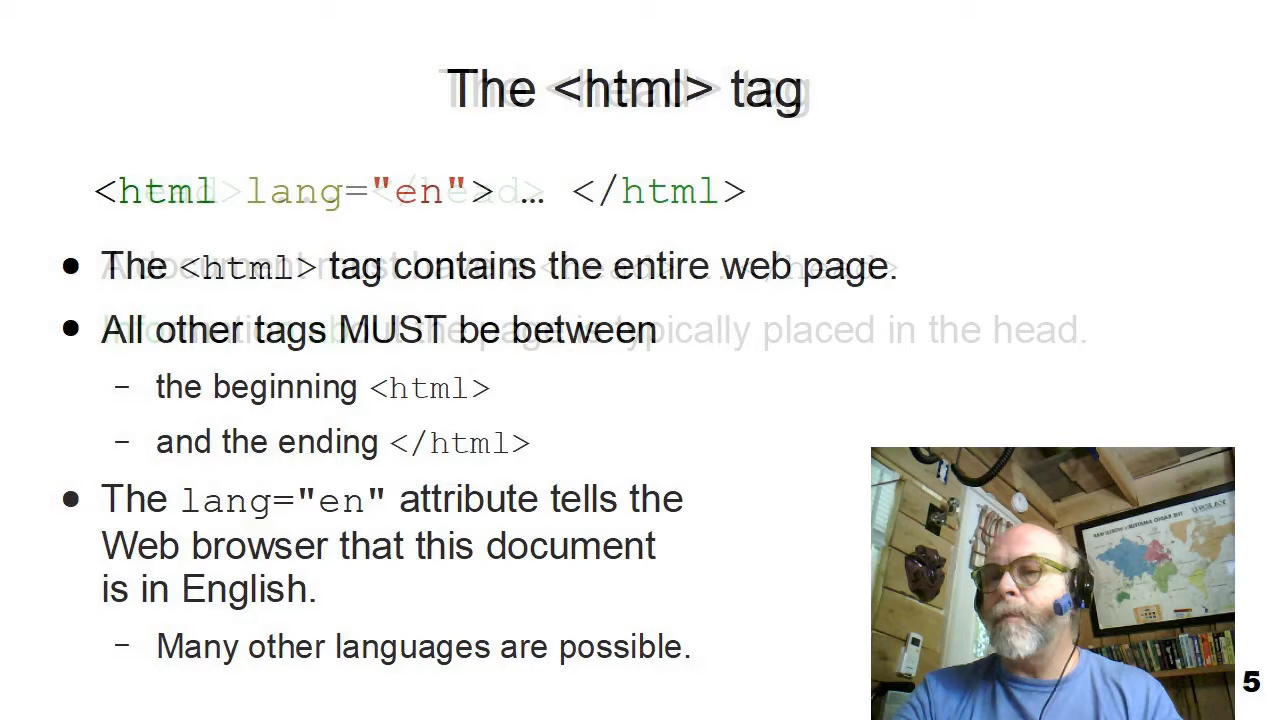 The <html> tag
<html lang="en"> … </html>
● The <html> tag contains the entire web page.
● All other tags MUST be between
– the beginning <html>
– and the ending </html>
● The lang="en" attribute tells the
Web browser that this document
is in English.
– Many other languages are possible.
5